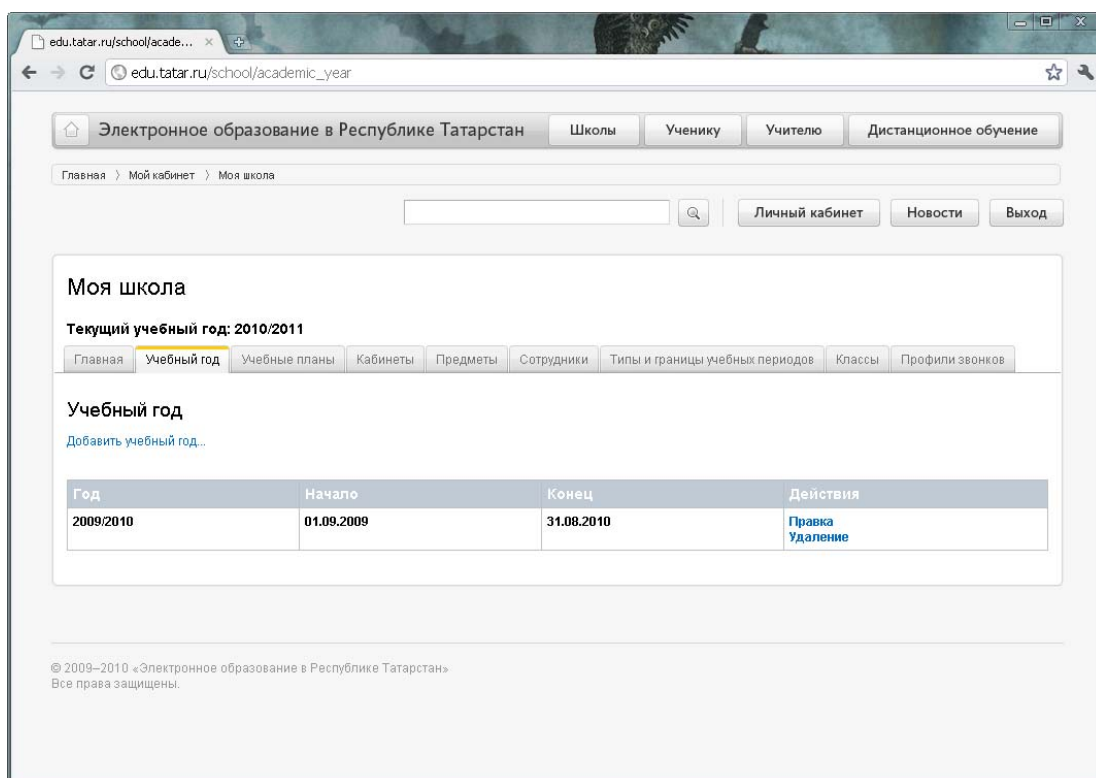 edu.tatar.ru/school/acade...
edu.tatar.ru/school/academic_year
Электронное образование в Республике Татарстан Школы Ученику Учителю Дистанционное обучение
Главная 〉 Мой кабинет 〉 Моя школа
Личный кабинет Новости Выход
Моя школа
Текущий учебный год: 2010/2011
Главная Учебный год Учебные планы Кабинеты Предметы Сотрудники Типы и границы учебных периодов Классы Профили звонков
Учебный год
Добавить учебный год...
Год Начало Конец Действия
2009/2010 01.09.2009 31.08.2010 Правка
Удаление
© 2009–2010 «Электронное образование в Республике Татарстан»
Все права защищены.